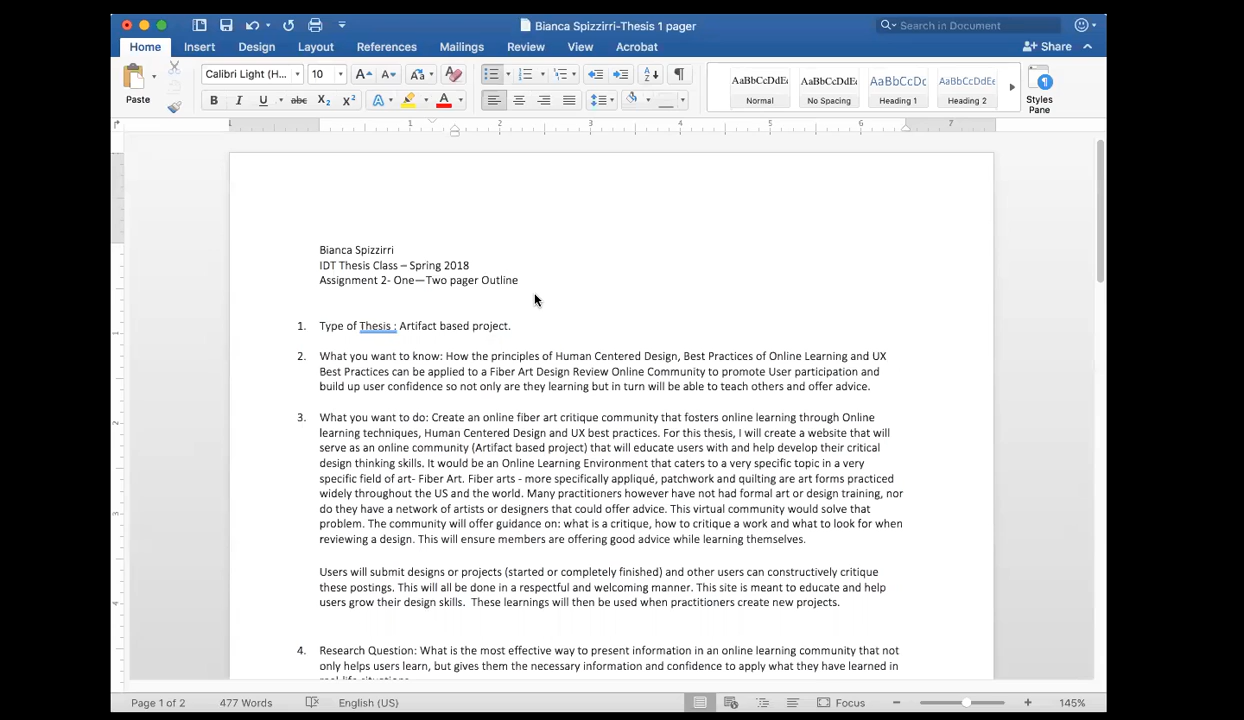 Bianca Spizzirri-Thesis 1 pager
Search in Document
Home Insert Design Layout References Mailings Review View Acrobat Share
Paste
Calibri Light (H... 10
AaBbCcDdEe AaBbCcDdEe AaBbCcDc AaBbCcDdEe
Normal No Spacing Heading 1 Heading 2
Styles
Pane
1 1 2 3 4 5 6 7
Bianca Spizzirri
IDT Thesis Class – Spring 2018
Assignment 2- One—Two pager Outline
1. Type of Thesis : Artifact based project.
2. What you want to know: How the principles of Human Centered Design, Best Practices of Online Learning and UX
Best Practices can be applied to a Fiber Art Design Review Online Community to promote User participation and
build up user confidence so not only are they learning but in turn will be able to teach others and offer advice.
3. What you want to do: Create an online fiber art critique community that fosters online learning through Online
learning techniques, Human Centered Design and UX best practices. For this thesis, I will create a website that will
serve as an online community (Artifact based project) that will educate users with and help develop their critical
design thinking skills. It would be an Online Learning Environment that caters to a very specific topic in a very
specific field of art- Fiber Art. Fiber arts - more specifically appliqué, patchwork and quilting are art forms practiced
widely throughout the US and the world. Many practitioners however have not had formal art or design training, nor
do they have a network of artists or designers that could offer advice. This virtual community would solve that
problem. The community will offer guidance on: what is a critique, how to critique a work and what to look for when
reviewing a design. This will ensure members are offering good advice while learning themselves.
Users will submit designs or projects (started or completely finished) and other users can constructively critique
these postings. This will all be done in a respectful and welcoming manner. This site is meant to educate and help
users grow their design skills.  These learnings will then be used when practitioners create new projects.
4. Research Question: What is the most effective way to present information in an online learning community that not
only helps users learn, but gives them the necessary information and confidence to apply what they have learned in
real life situations
Page 1 of 2 477 Words English (US) Focus 145%